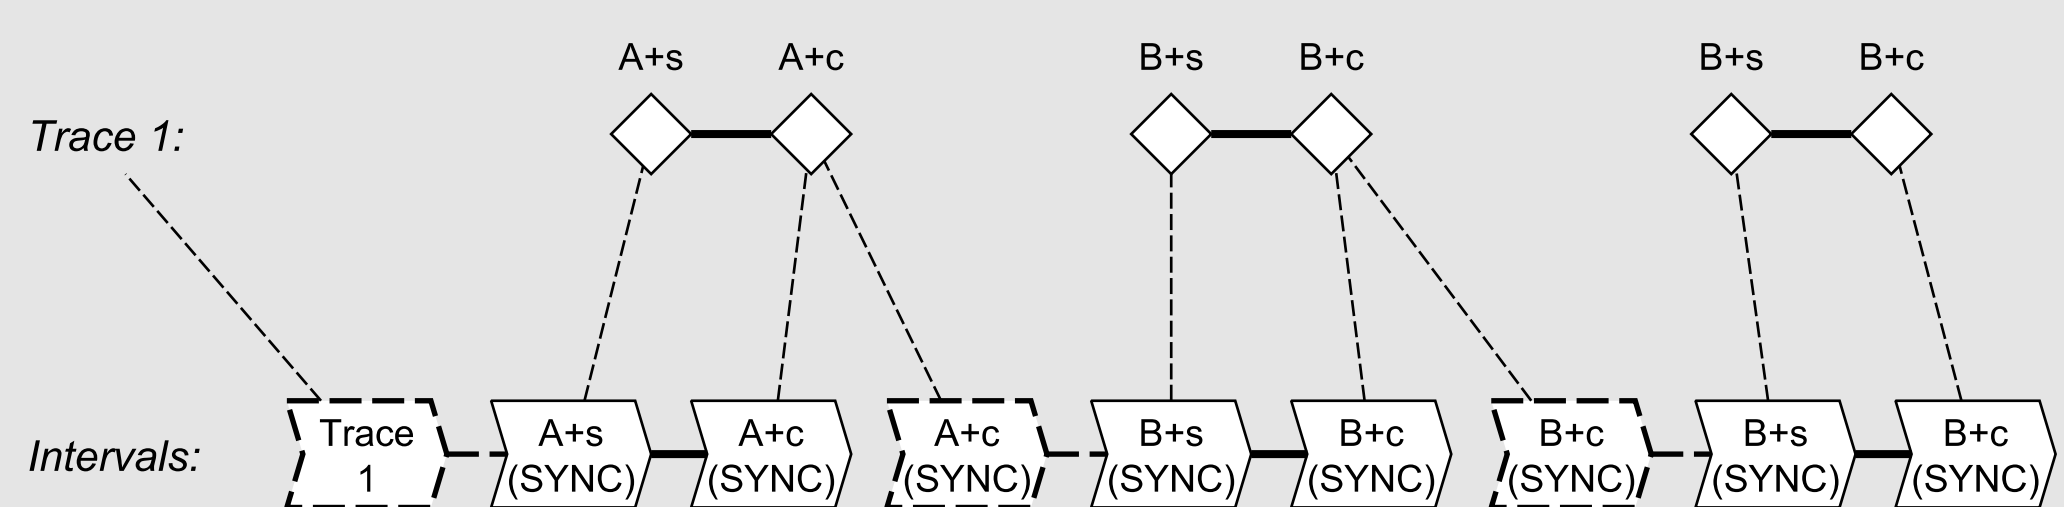 A+s A+c B+s B+c B+s B+c
Trace 1:
Intervals:
Trace
1
A+s
(SYNC)
A+c
(SYNC)
A+c
(SYNC)
B+s
(SYNC)
B+c
(SYNC)
B+c
(SYNC)
B+s
(SYNC)
B+c
(SYNC)